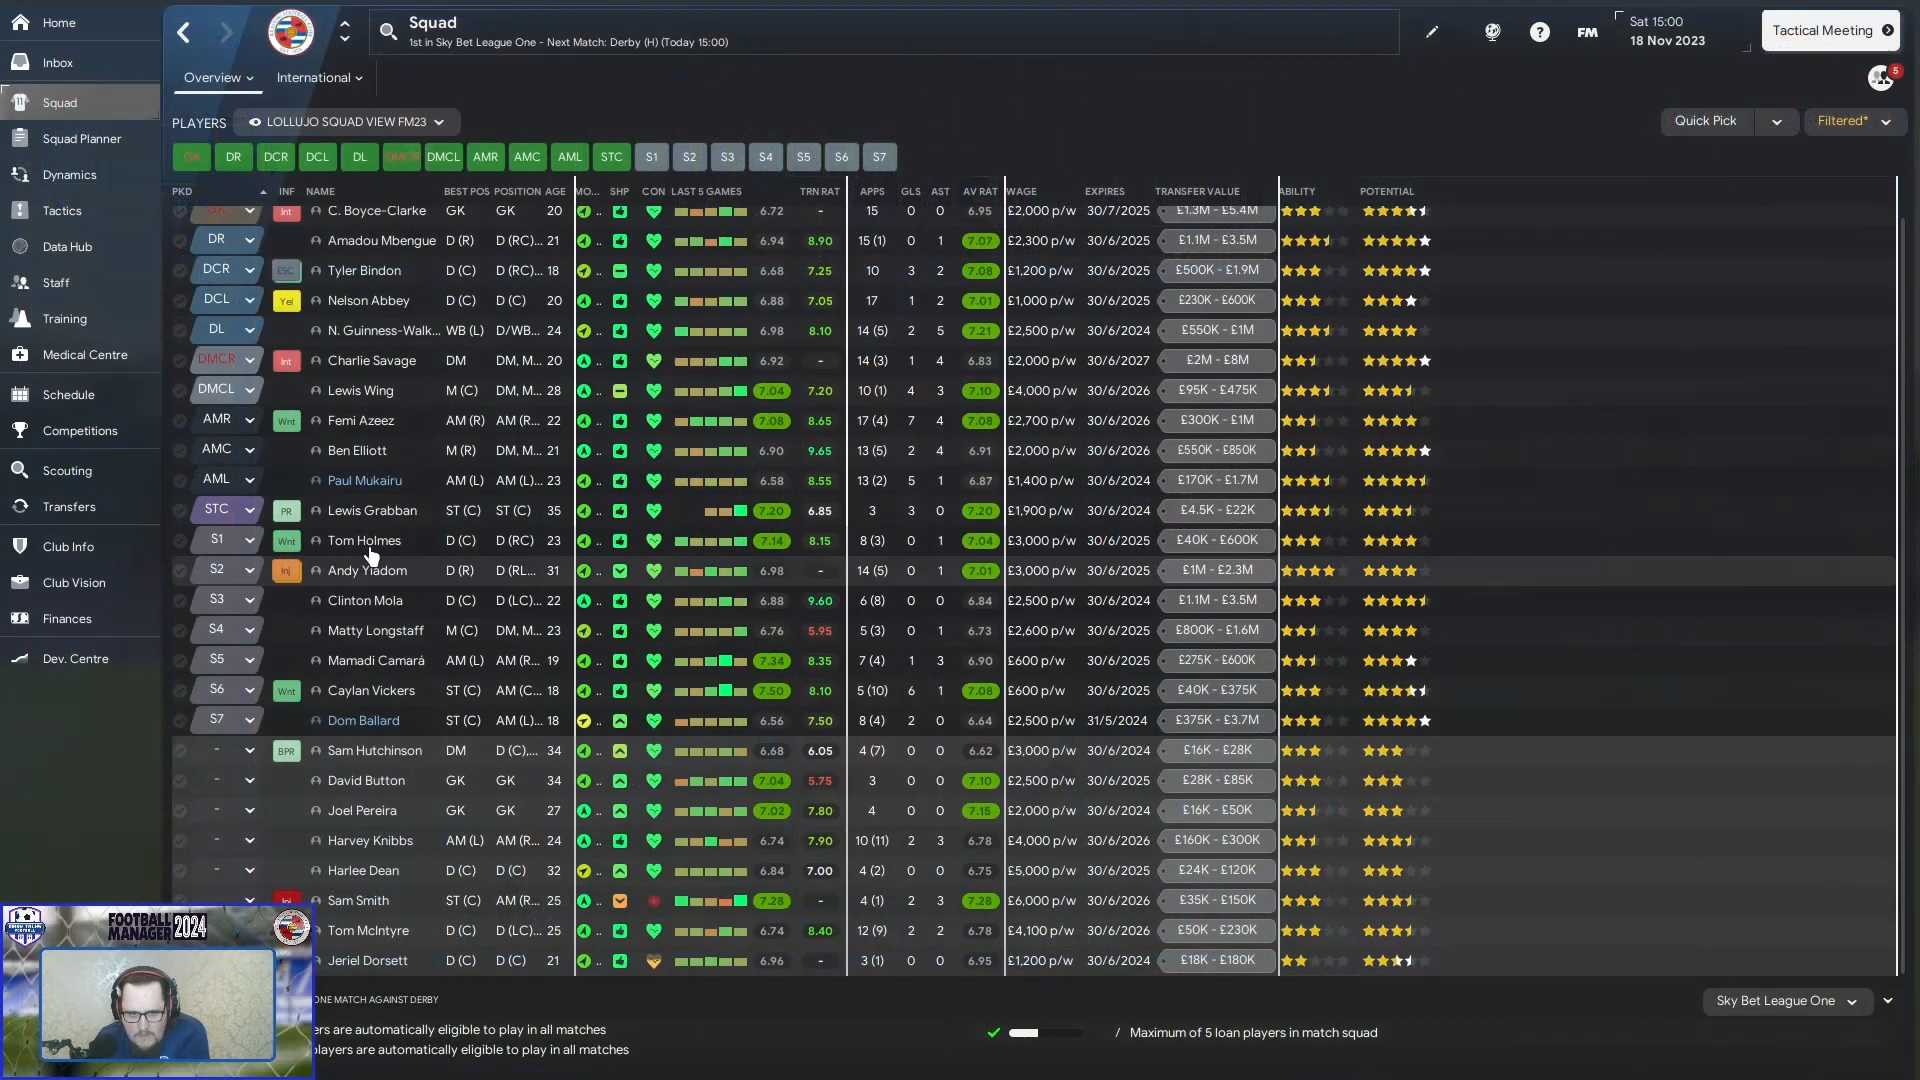 Home
Squad
1st in Sky Bet League One - Next Match: Derby (H) (Today 15:00)
FM
Sat 15:00
18 Nov 2023
Tactical Meeting
Inbox
Squad
Squad Planner
Dynamics
Tactics
Data Hub
Staff
Training
Medical Centre
Schedule
Competitions
Scouting
Transfers
Club Info
Club Vision
Finances
Dev. Centre
Overview International
5
PLAYERS LOLLUJO SQUAD VIEW FM23 Quick Pick Filtered*
GK DR DCR DCL DL DMCR DMCL AMR AMC AML STC S1 S2 S3 S4 S5 S6 S7
PKD INF NAME BEST POS POSITION AGE MO... SHP CON LAST 5 GAMES TRN RAT APPS GLS AST AV RAT WAGE EXPIRES TRANSFER VALUE ABILITY POTENTIAL
GK Int C. Boyce-Clarke GK GK 20 .. 6.72 - 15 0 0 6.95 £2,000 p/w 30/7/2025 £1.3M - £5.4M
DR Amadou Mbengue D (R) D (RC)... 21 .. 6.94 8.90 15 (1) 0 1 7.07 £2,300 p/w 30/6/2025 £1.1M - £3.5M
DCR ESC Tyler Bindon D (C) D (RC)... 18 .. 6.68 7.25 10 3 2 7.08 £1,200 p/w 30/6/2025 £500K - £1.9M
DCL Yel Nelson Abbey D (C) D (C) 20 .. 6.88 7.05 17 1 2 7.01 £1,000 p/w 30/6/2025 £230K - £600K
DL N. Guinness-Walk... WB (L) D/WB... 24 .. 6.98 8.10 14 (5) 2 5 7.21 £2,500 p/w 30/6/2024 £550K - £1M
DMCR Int Charlie Savage DM DM, M... 20 .. 6.92 - 14 (3) 1 4 6.83 £2,000 p/w 30/6/2027 £2M - £8M
DMCL Lewis Wing M (C) DM, M... 28 .. 7.04 7.20 10 (1) 4 3 7.10 £4,000 p/w 30/6/2026 £95K - £475K
AMR Wnt Femi Azeez AM (R) AM (R... 22 .. 7.08 8.65 17 (4) 7 4 7.08 £2,700 p/w 30/6/2026 £300K - £1M
AMC Ben Elliott M (R) DM, M... 21 .. 6.90 9.65 13 (5) 2 4 6.91 £2,000 p/w 30/6/2026 £550K - £850K
AML Paul Mukairu AM (L) AM (L)... 23 .. 6.58 8.55 13 (2) 5 1 6.87 £1,400 p/w 30/6/2024 £170K - £1.7M
STC PR Lewis Grabban ST (C) ST (C) 35 .. 7.20 6.85 3 3 0 7.20 £1,900 p/w 30/6/2024 £4.5K - £22K
S1 Wnt Tom Holmes D (C) D (RC) 23 .. 7.14 8.15 8 (3) 0 1 7.04 £3,000 p/w 30/6/2024 £40K - £600K
S2 Inj Andy Yiadom D (R) D (RL... 31 .. 6.98 - 14 (5) 0 1 7.01 £3,000 p/w 30/6/2025 £1M - £2.3M
S3 Clinton Mola D (C) D (LC)... 22 .. 6.88 9.60 6 (8) 0 0 6.84 £2,500 p/w 30/6/2024 £1.1M - £3.5M
S4 Matty Longstaff M (C) DM, M... 23 .. 6.76 5.95 5 (3) 0 1 6.73 £2,600 p/w 30/6/2024 £800K - £1.6M
S5 Mamadi Camará AM (L) AM (R... 19 .. 7.34 8.35 7 (4) 1 3 6.90 £600 p/w 30/6/2025 £275K - £600K
S6 Wnt Caylan Vickers ST (C) AM (C... 18 .. 7.50 8.10 5 (10) 6 1 7.08 £600 p/w 30/6/2025 £40K - £375K
S7 Dom Ballard ST (C) AM (L)... 18 .. 6.56 7.50 8 (4) 2 0 6.64 £2,500 p/w 31/5/2024 £375K - £3.7M
- BPR Sam Hutchinson DM D (C),... 34 .. 6.68 6.05 4 (7) 0 0 6.62 £3,000 p/w 30/6/2024 £16K - £28K
- David Button GK GK 34 .. 7.04 5.75 3 0 0 7.10 £2,500 p/w 30/6/2025 £28K - £85K
- Joel Pereira GK GK 27 .. 7.02 7.80 4 0 0 7.15 £2,000 p/w 30/6/2024 £16K - £50K
- Harvey Knibbs AM (L) AM (R... 24 .. 6.74 7.90 10 (11) 2 3 6.78 £4,000 p/w 30/6/2026 £160K - £300K
- Harlee Dean D (C) D (C) 32 .. 6.84 7.00 4 (2) 0 0 6.75 £5,000 p/w 30/6/2024 £24K - £120K
Inj Sam Smith ST (C) AM (R... 25 .. 7.28 - 4 (1) 2 3 7.28 £6,000 p/w 30/6/2026 £35K - £150K
Tom McIntyre D (C) D (LC)... 25 .. 6.74 8.40 12 (9) 2 2 6.78 £4,100 p/w 30/6/2026 £50K - £230K
Jeriel Dorsett D (C) D (C) 21 .. 6.96 - 3 (1) 0 0 6.95 £1,200 p/w 30/6/2024 £18K - £180K
FOOTBALL
MANAGER 2024
ONE MATCH AGAINST DERBY Sky Bet League One
ers are automatically eligible to play in all matches / Maximum of 5 loan players in match squad
players are automatically eligible to play in all matches